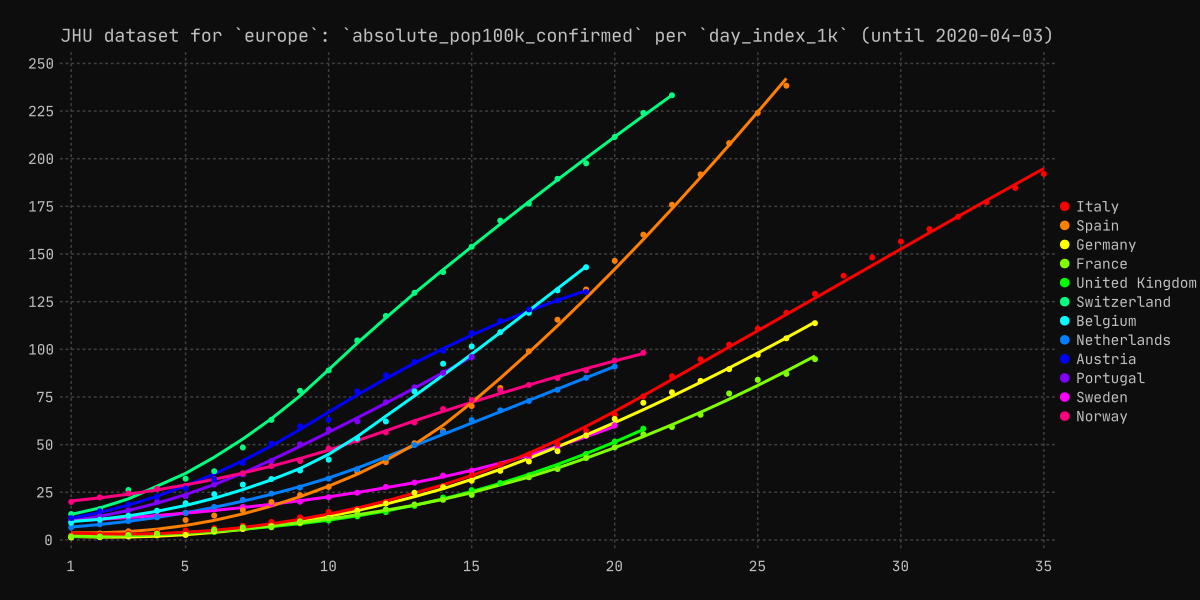 JHU dataset for `europe`: `absolute_pop100k_confirmed` per `day_index_1k` (until 2020-04-03)
250
225
200
175
150
125
100
75
50
25
0
1 5 10 15 20 25 30 35
Italy
Spain
Germany
France
United Kingdom
Switzerland
Belgium
Netherlands
Austria
Portugal
Sweden
Norway